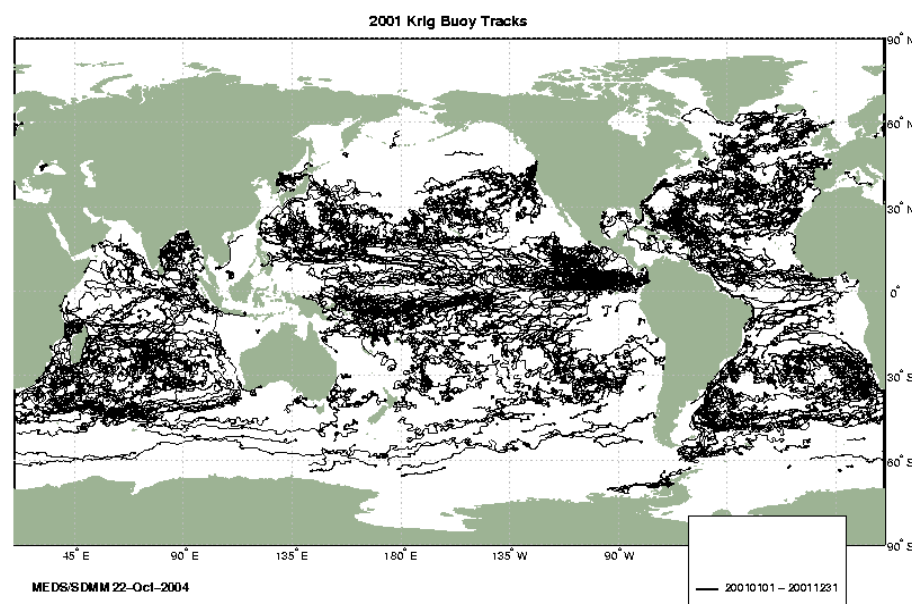 2001 Krig Buoy Tracks
90° N
60° N
30° N
0°
30° S
60° S
90° S
45° E 90° E 135° E 180° E 135° W 90° W
MEDS/SDMM 22–Oct–2004
20010101 – 20011231